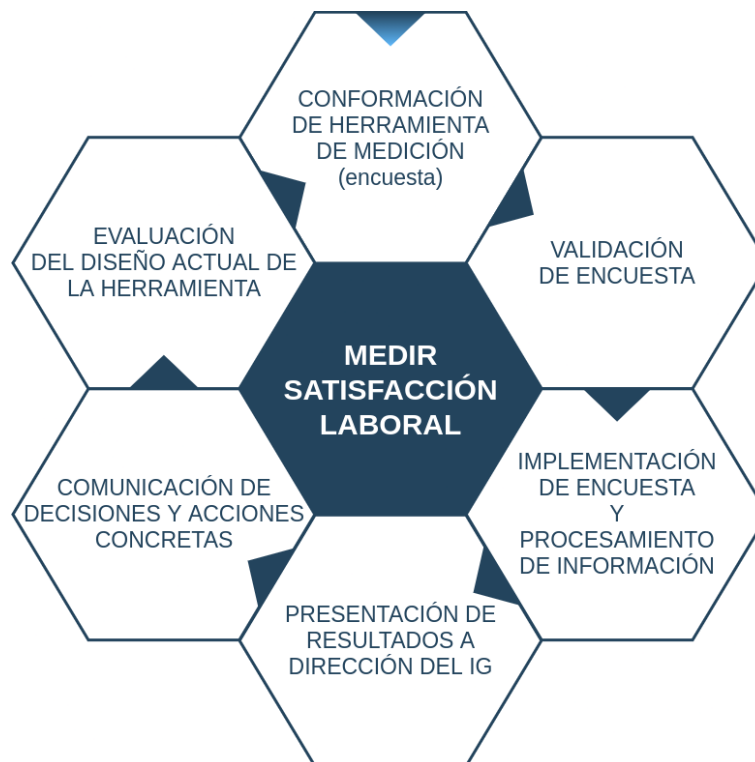 CONFORMACIÓN
DE HERRAMIENTA
DE MEDICIÓN
(encuesta)
VALIDACIÓN
DE ENCUESTA
IMPLEMENTACIÓN
DE ENCUESTA
Y
PROCESAMIENTO
DE INFORMACIÓN
PRESENTACIÓN DE
RESULTADOS A
DIRECCIÓN DEL IG
COMUNICACIÓN DE
DECISIONES Y ACCIONES
CONCRETAS
EVALUACIÓN
DEL DISEÑO ACTUAL DE
LA HERRAMIENTA
MEDIR
SATISFACCIÓN
LABORAL